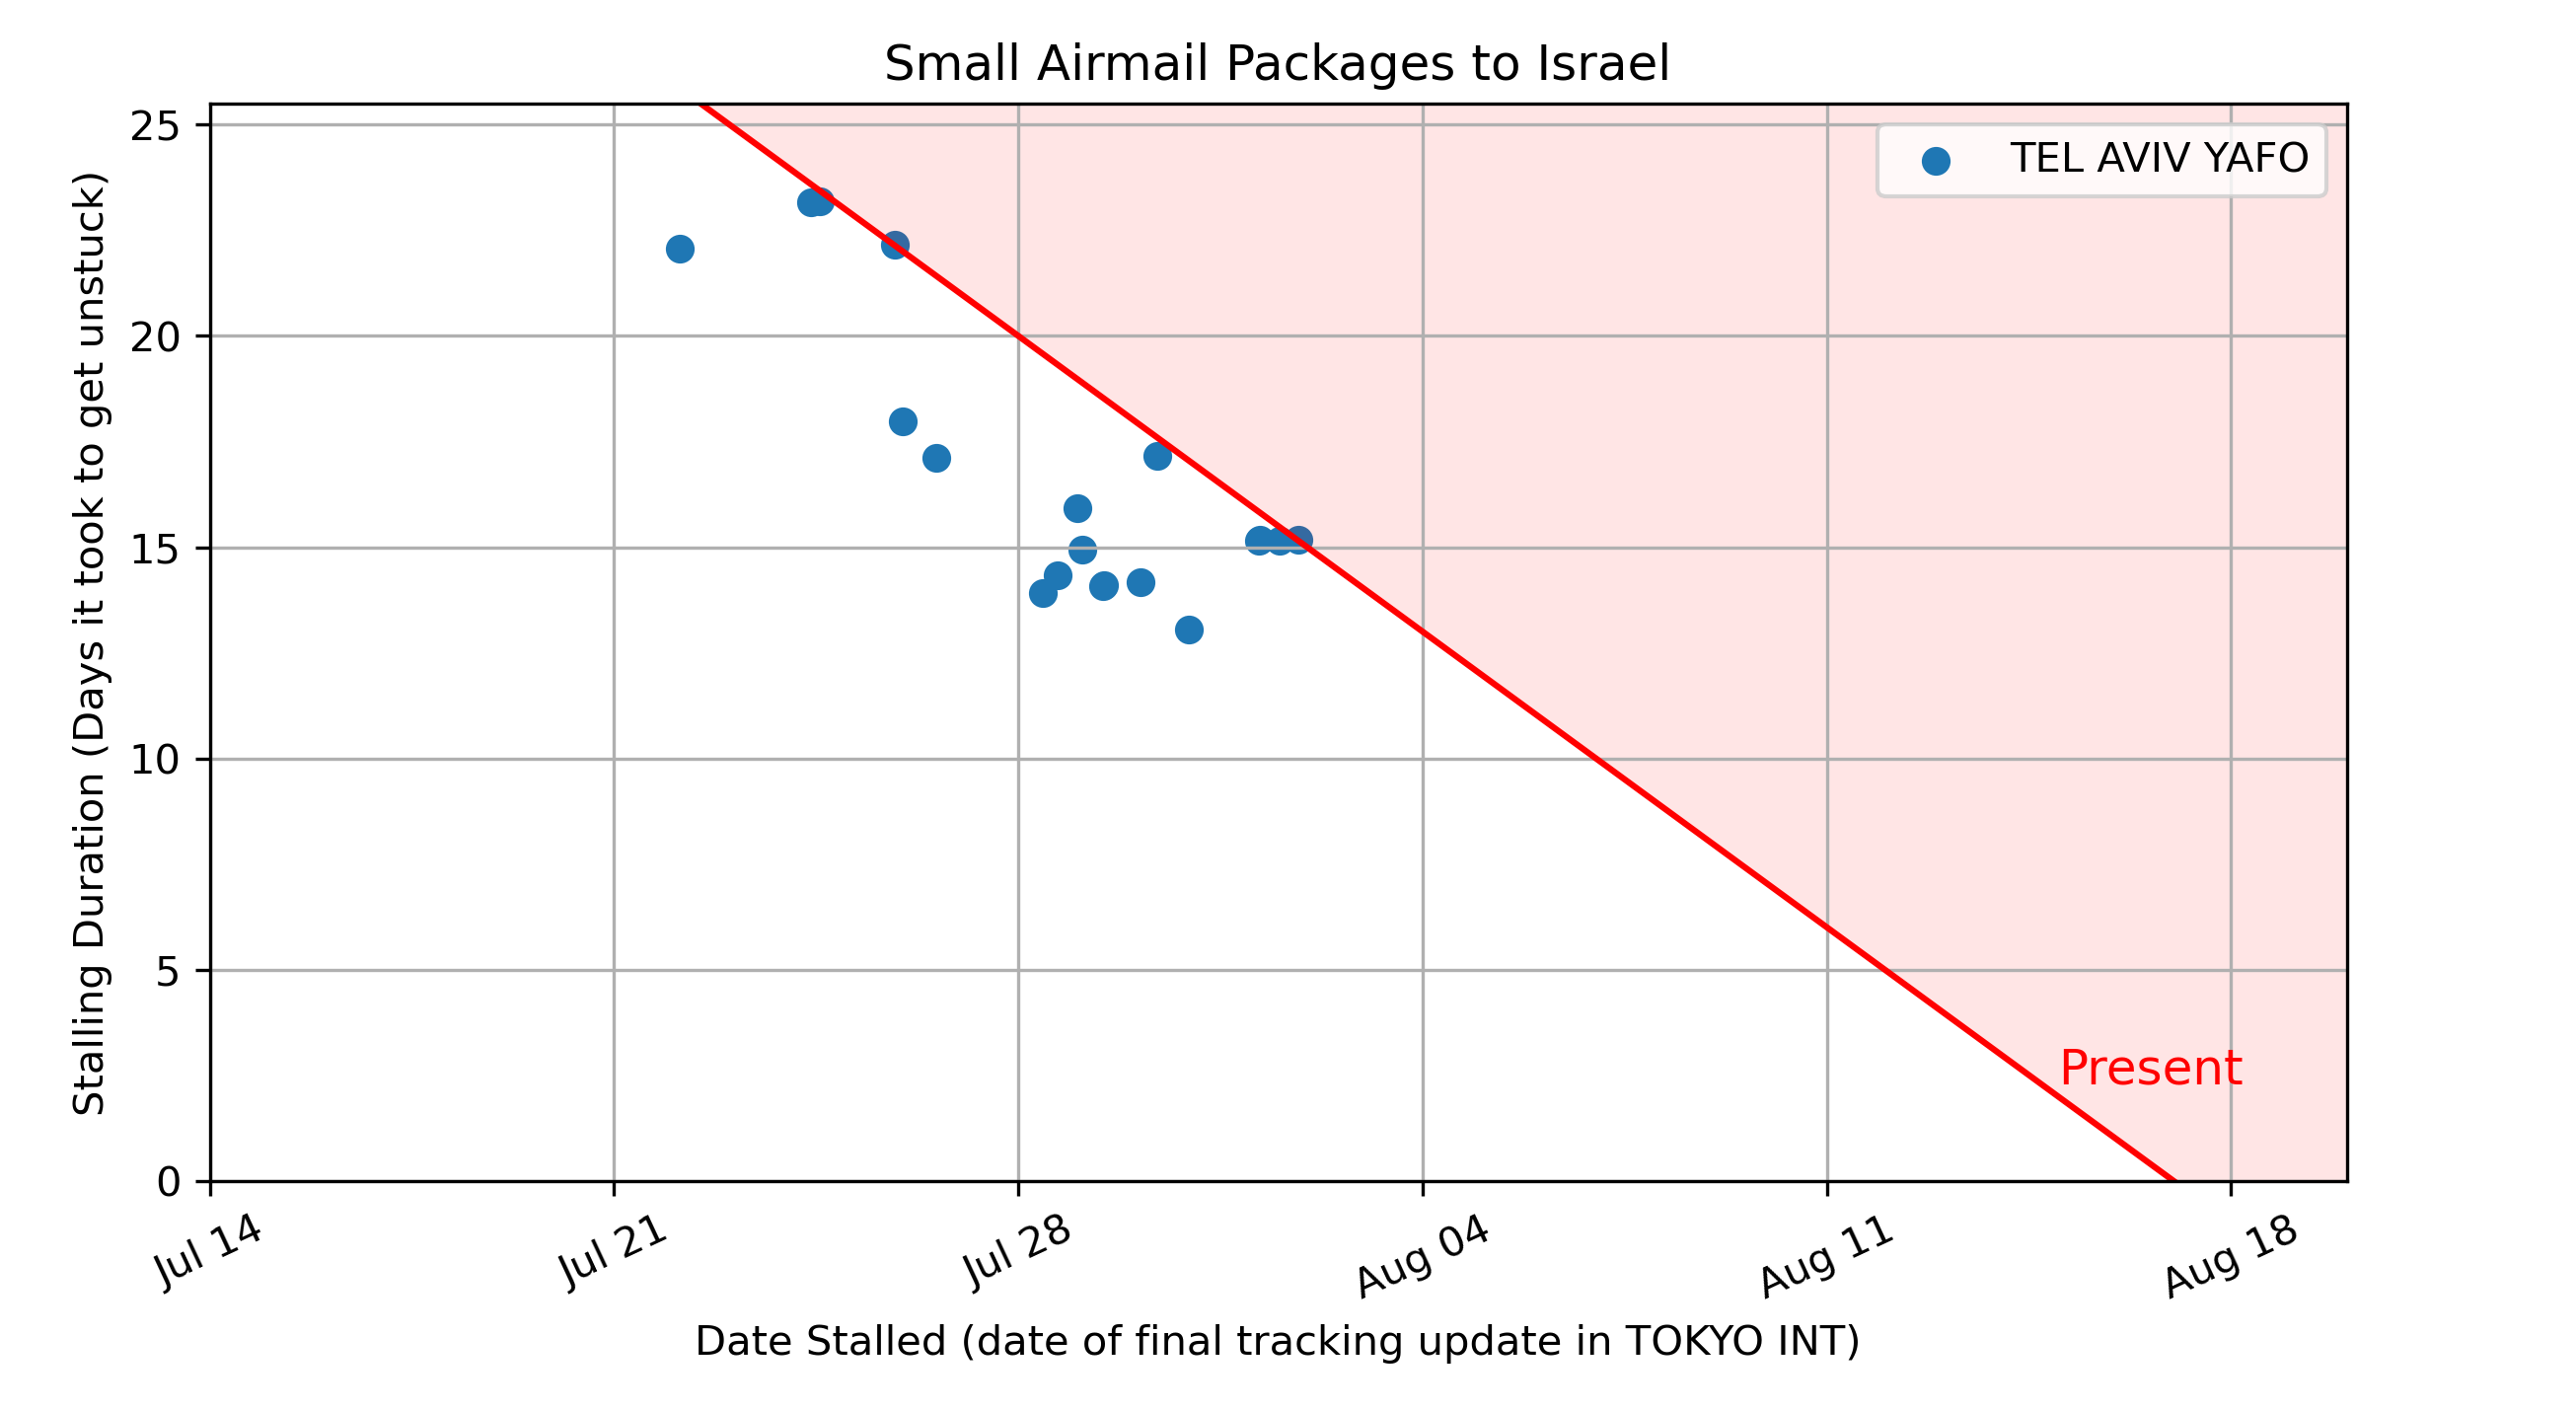 Small Airmail Packages to Israel
Stalling Duration (Days it took to get unstuck)
25
20
15
10
5
0
TEL AVIV YAFO
Present
Jul 14
Jul 21
Jul 28
Aug 04
Aug 11
Aug 18
Date Stalled (date of final tracking update in TOKYO INT)